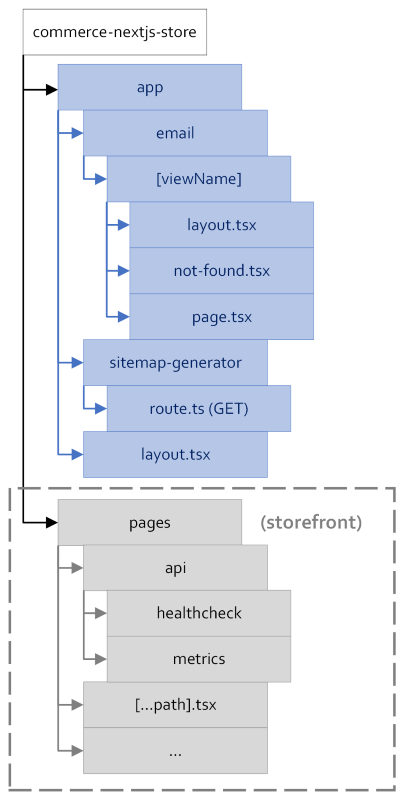 commerce-nextjs-store
app
email
[viewName]
layout.tsx
not-found.tsx
page.tsx
sitemap-generator
route.ts (GET)
layout.tsx
pages
(storefront)
api
healthcheck
metrics
[...path].tsx
...